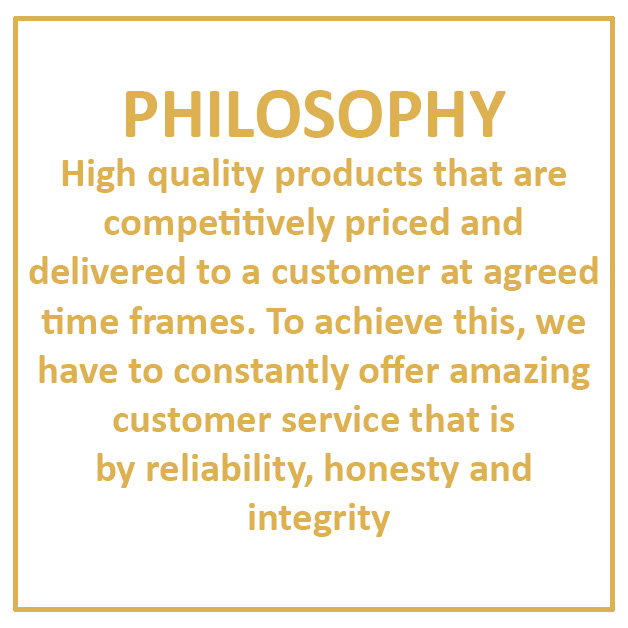 PHILOSOPHY
High quality products that are
competitively priced and
delivered to a customer at agreed
time frames. To achieve this, we
have to constantly offer amazing
customer service that is
by reliability, honesty and
integrity